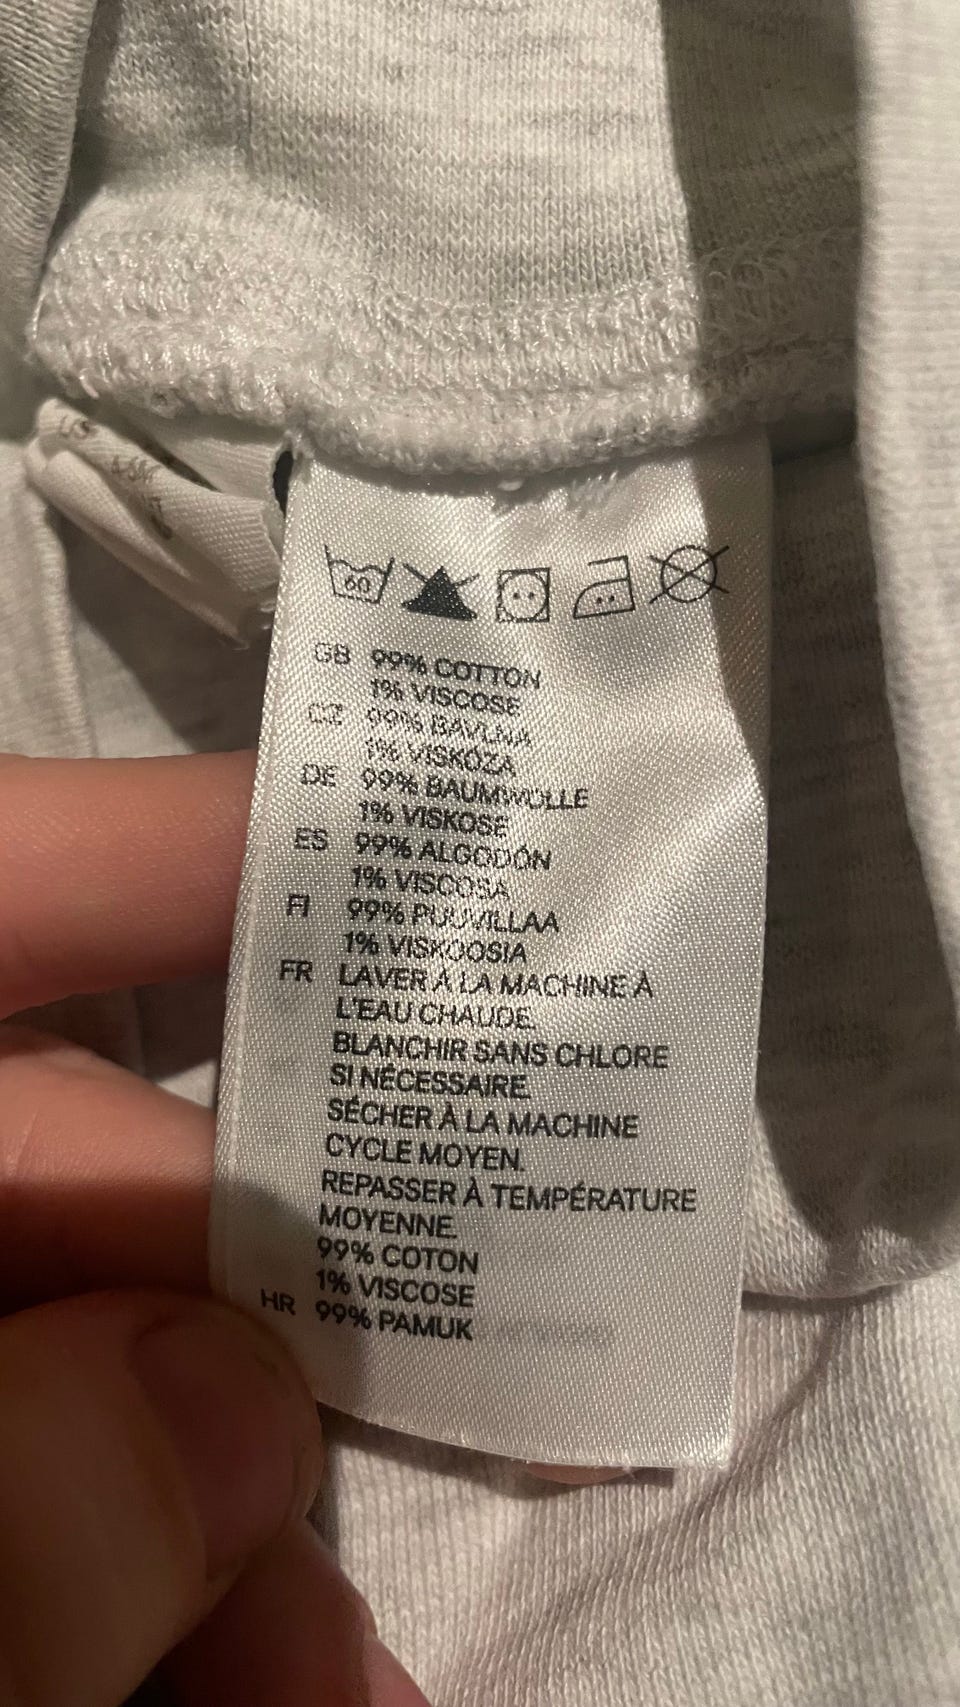 60
GB 99% COTTON
1% VISCOSE
CZ 99% BAVLNA
1% VISKÓZA
DE 99% BAUMWOLLE
1% VISKOSE
ES 99% ALGODÓN
1% VISCOSA
FI 99% PUUVILLAA
1% VISKOOSIA
FR LAVER À LA MACHINE À
L'EAU CHAUDE.
BLANCHIR SANS CHLORE
SI NÉCESSAIRE.
SÉCHER À LA MACHINE
CYCLE MOYEN.
REPASSER À TEMPÉRATURE
MOYENNE.
99% COTON
1% VISCOSE
HR 99% PAMUK